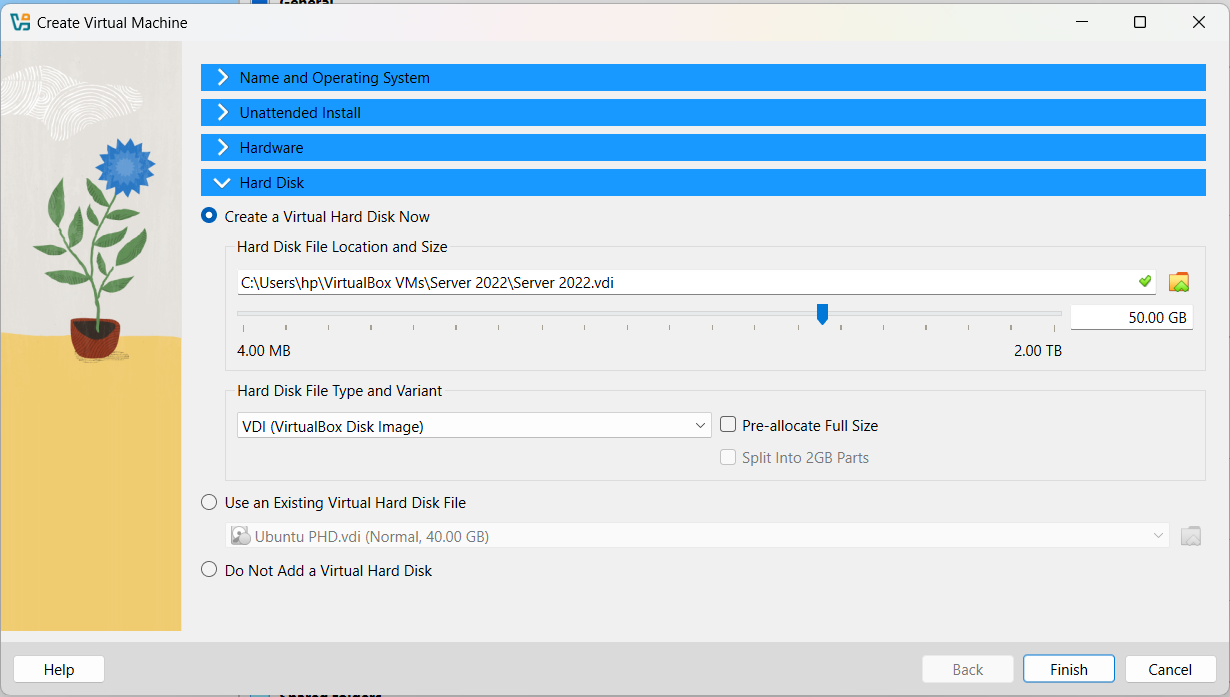 General
Create Virtual Machine
Name and Operating System
Unattended Install
Hardware
Hard Disk
Create a Virtual Hard Disk Now
Hard Disk File Location and Size
C:\Users\hp\VirtualBox VMs\Server 2022\Server 2022.vdi
50.00 GB
4.00 MB 2.00 TB
Hard Disk File Type and Variant
VDI (VirtualBox Disk Image) Pre-allocate Full Size
Split Into 2GB Parts
Use an Existing Virtual Hard Disk File
Ubuntu PHD.vdi (Normal, 40.00 GB)
Do Not Add a Virtual Hard Disk
Help Back Finish Cancel
Shared folders